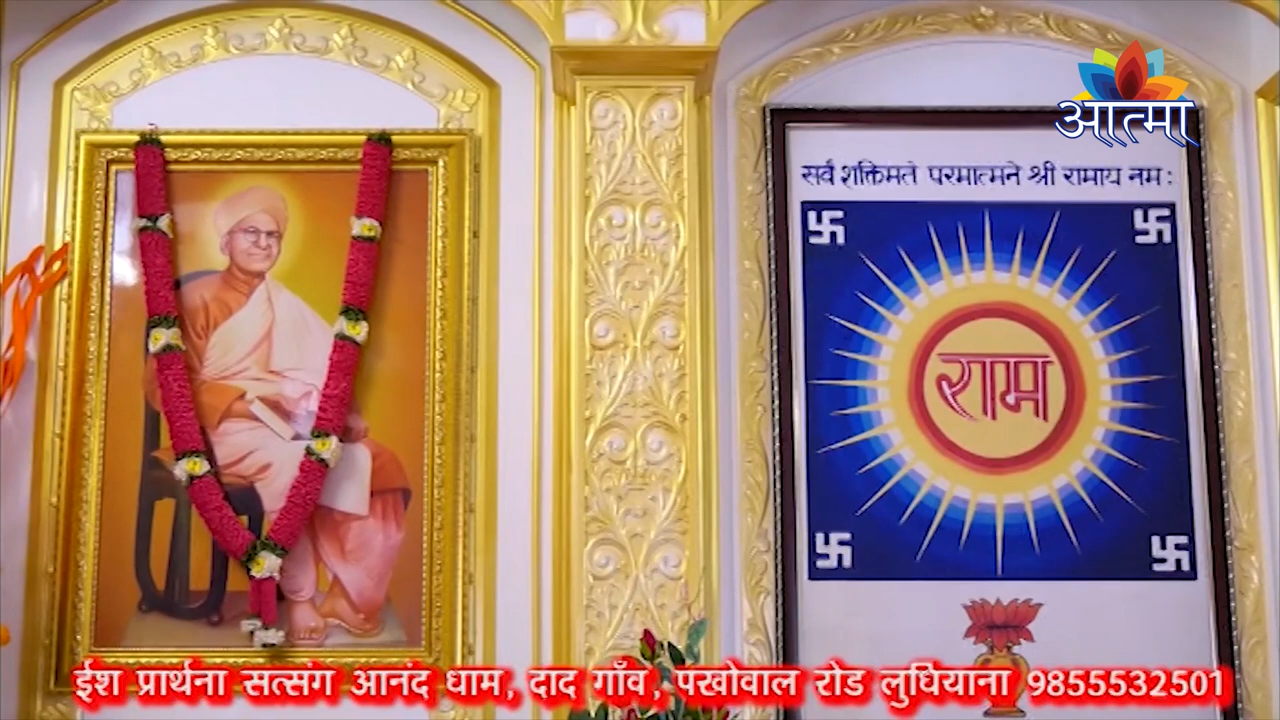 आत्मा
सर्व शक्तिमते परमात्मने श्री रामाय नमः
राम
ईश प्रार्थना सत्संग आनंद धाम, दाद गाँव, पखोवाल रोड लुधियाना 9855532501